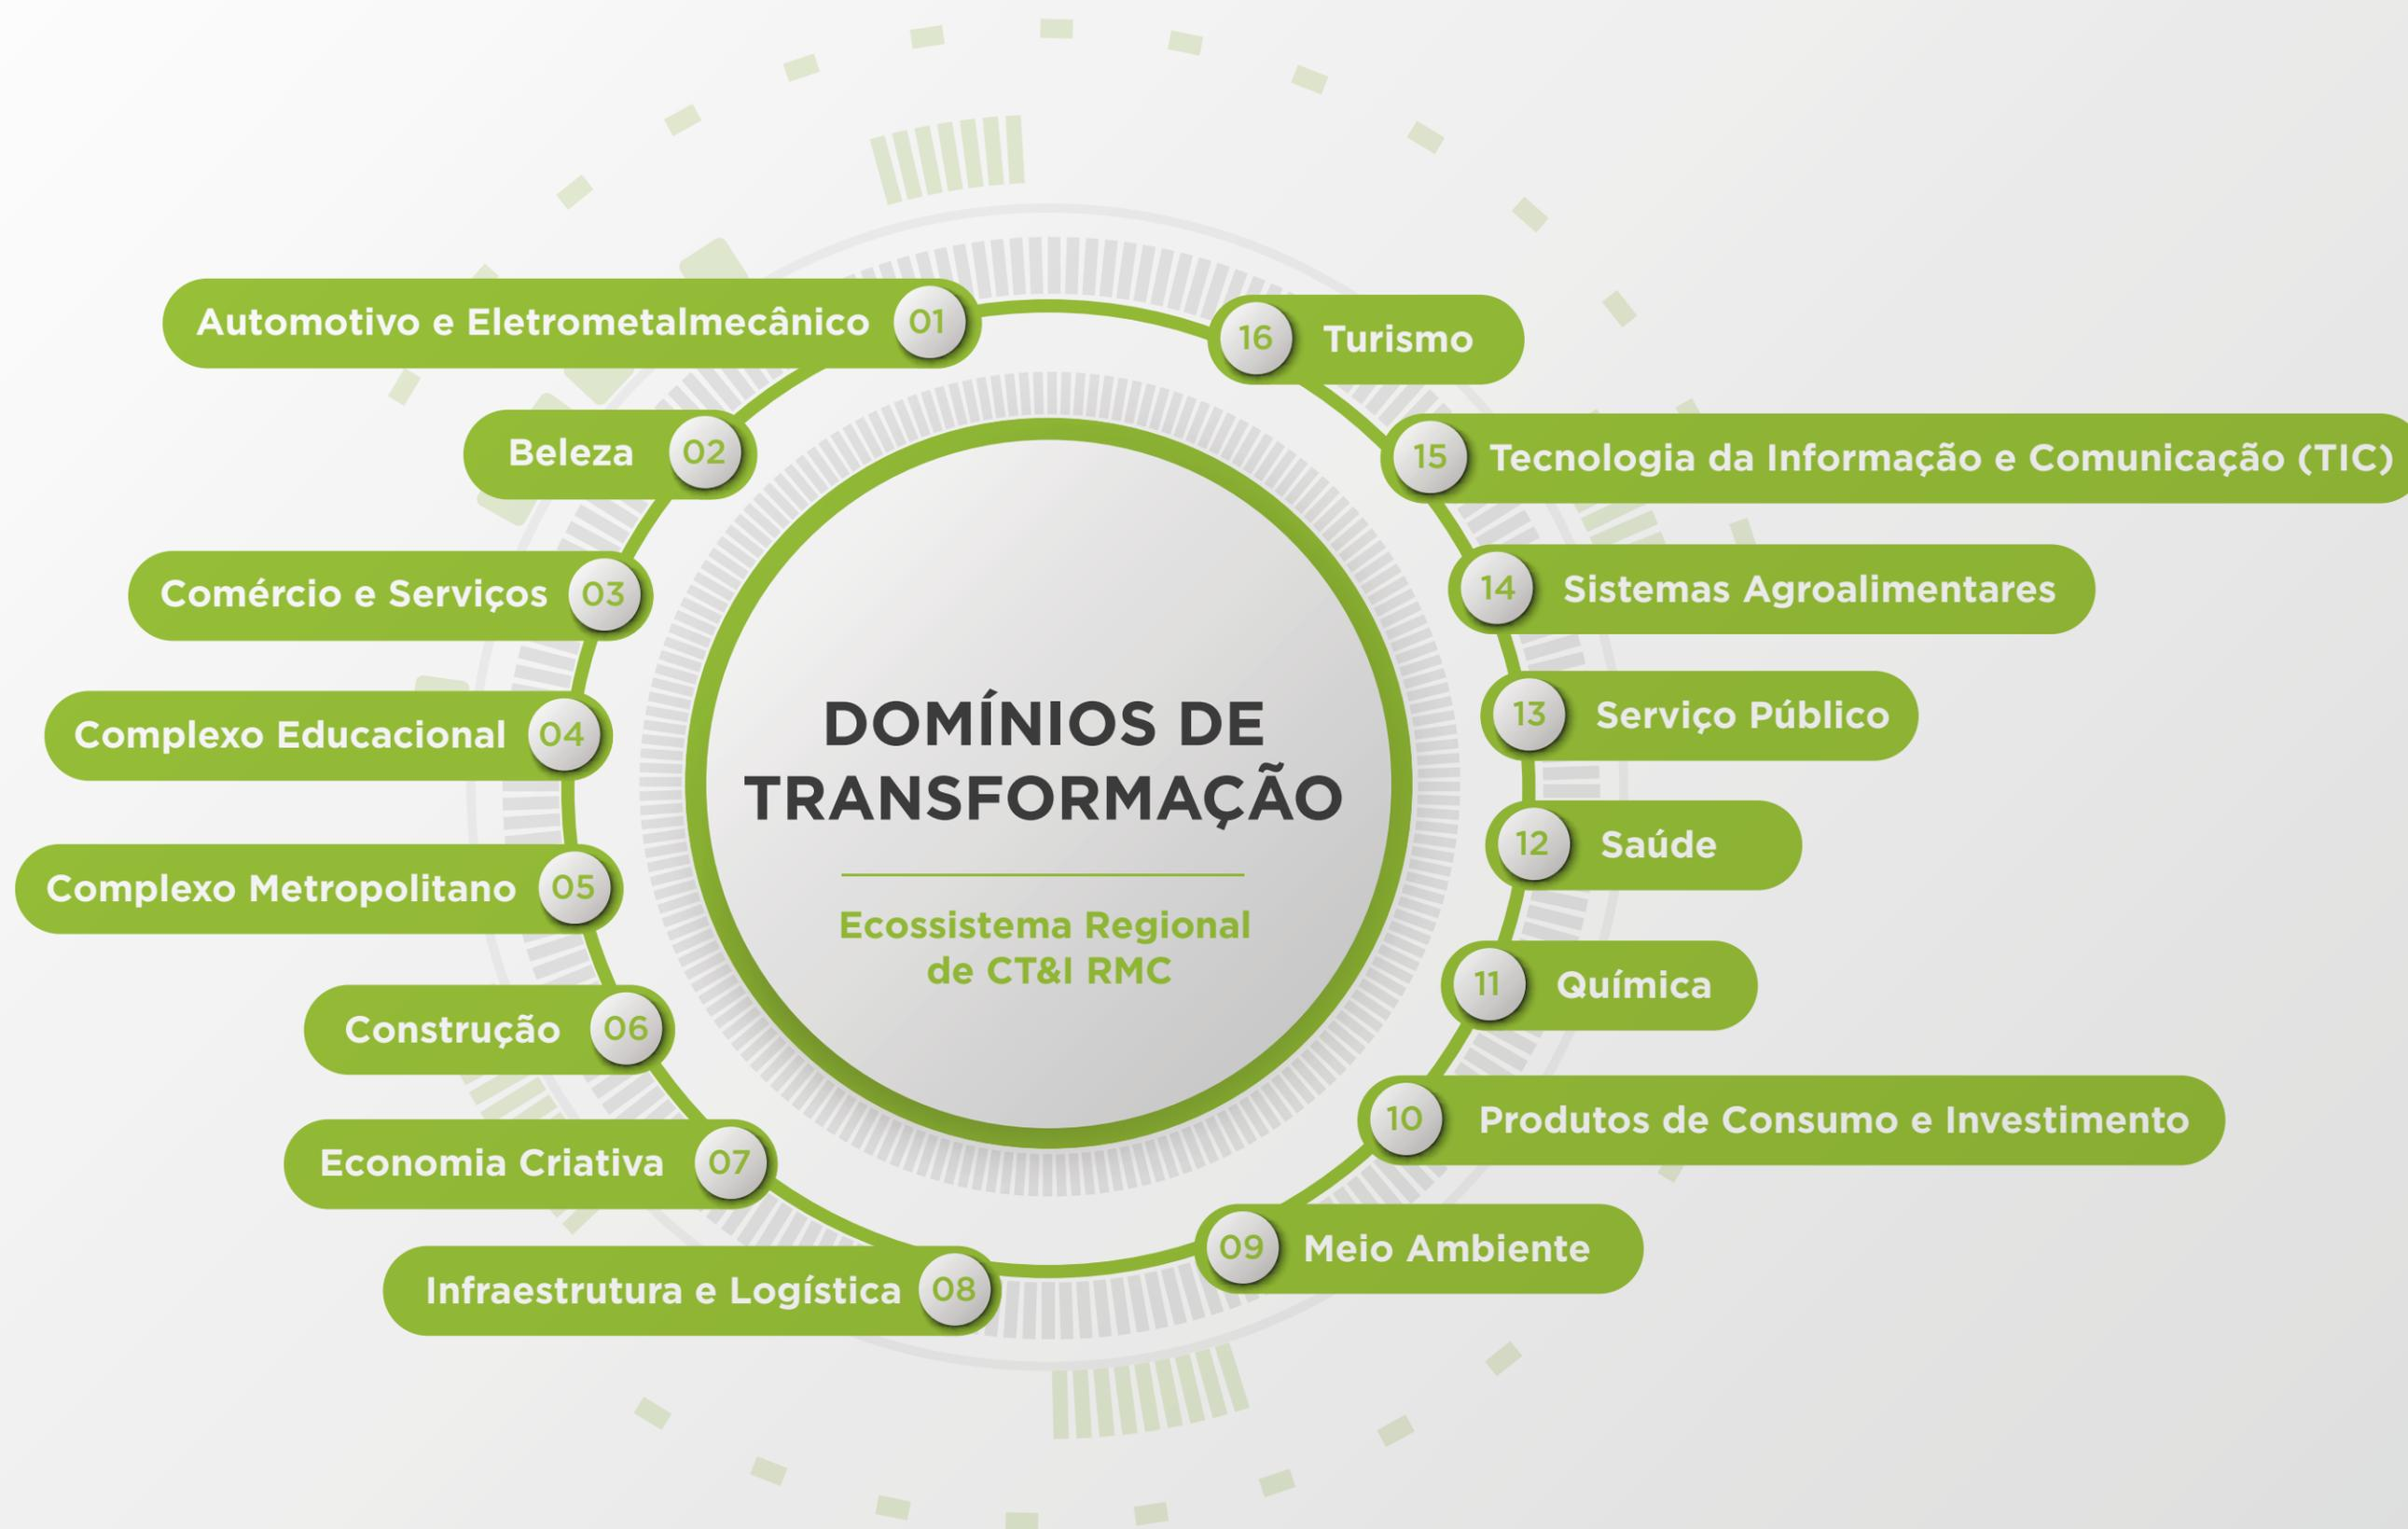 Automotivo e Eletrometalmecânico 01
Beleza 02
Comércio e Serviços 03
Complexo Educacional 04
Complexo Metropolitano 05
Construção 06
Economia Criativa 07
Infraestrutura e Logística 08
DOMÍNIOS DE
TRANSFORMAÇÃO
Ecossistema Regional
de CT&I RMC
16 Turismo
15 Tecnologia da Informação e Comunicação (TIC)
14 Sistemas Agroalimentares
13 Serviço Público
12 Saúde
11 Química
10 Produtos de Consumo e Investimento
09 Meio Ambiente